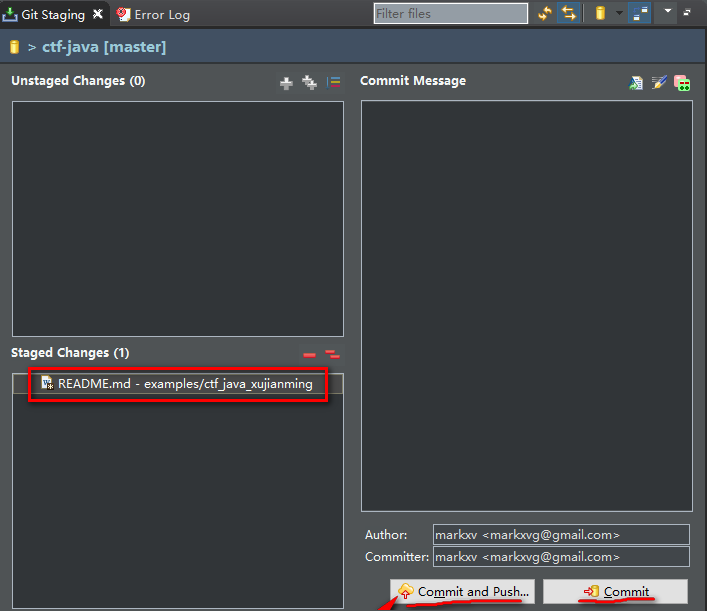 Git Staging
Error Log
Filter files
> ctf-java [master]
Unstaged Changes (0)
Commit Message
Staged Changes (1)
README.md - examples/ctf_java_xujianming
Author: markxv <markxvg@gmail.com>
Committer: markxv <markxvg@gmail.com>
Commit and Push...
Commit